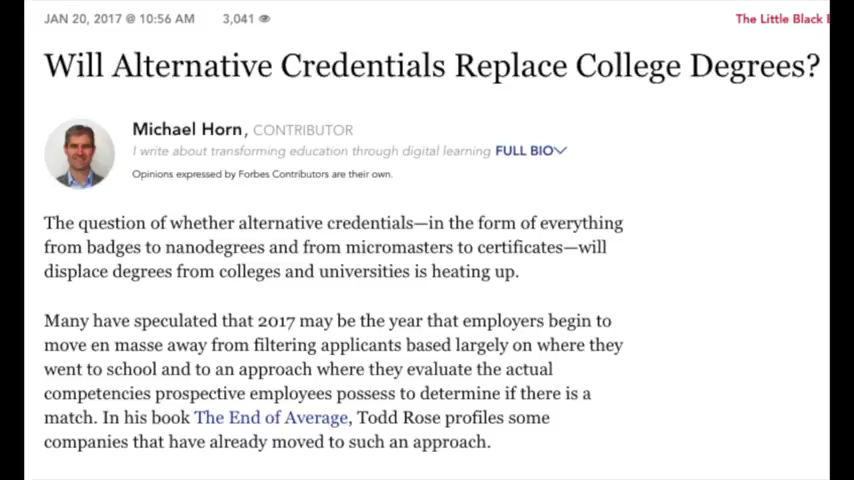 JAN 20, 2017 @ 10:56 AM 3,041 The Little Black
Will Alternative Credentials Replace College Degrees?
Michael Horn, CONTRIBUTOR
I write about transforming education through digital learning FULL BIO
Opinions expressed by Forbes Contributors are their own.
The question of whether alternative credentials—in the form of everything
from badges to nanodegrees and from micromasters to certificates—will
displace degrees from colleges and universities is heating up.
Many have speculated that 2017 may be the year that employers begin to
move en masse away from filtering applicants based largely on where they
went to school and to an approach where they evaluate the actual
competencies prospective employees possess to determine if there is a
match. In his book The End of Average, Todd Rose profiles some
companies that have already moved to such an approach.